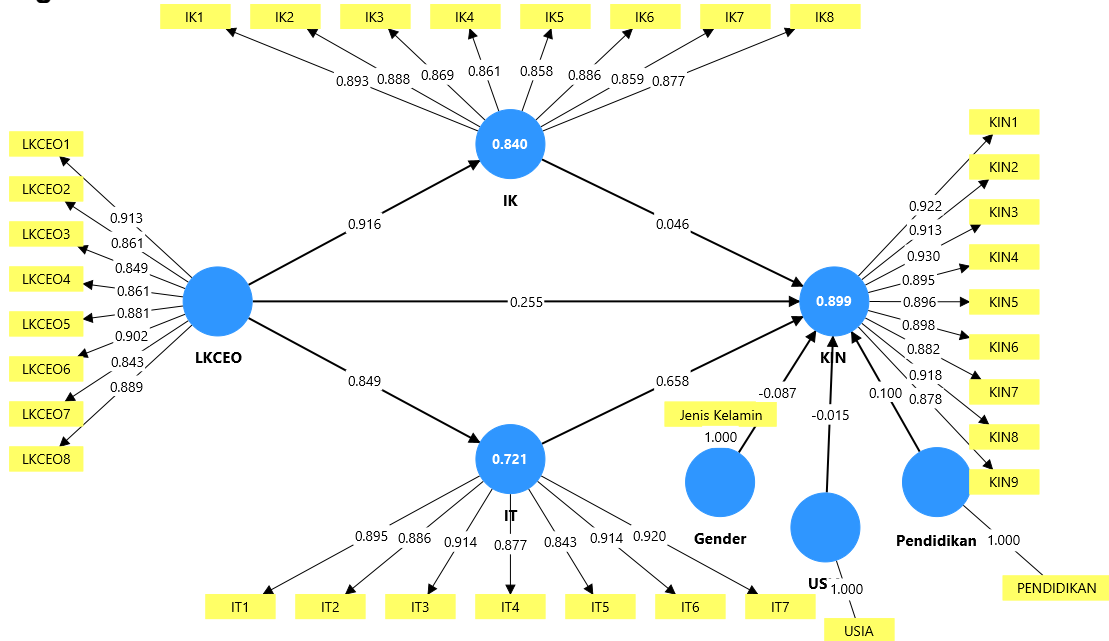 IK1 IK2 IK3 IK4 IK5 IK6 IK7 IK8
0.893 0.888 0.869 0.861 0.858 0.886 0.859 0.877
0.840
IK
LKCEO1
LKCEO2
LKCEO3
LKCEO4
LKCEO5
LKCEO6
LKCEO7
LKCEO8
0.913
0.861
0.849
0.861
0.881
0.902
0.843
0.889
LKCEO
0.916
0.046
0.255
0.849
0.658
KIN1
KIN2
KIN3
KIN4
KIN5
KIN6
KIN7
KIN8
KIN9
0.922
0.913
0.930
0.895
0.896
0.898
0.882
0.918
0.878
0.899
KIN
-0.087
-0.015
0.100
Jenis Kelamin
1.000
Gender
1.000
USIA
Pendidikan
1.000
PENDIDIKAN
0.721
IT
0.895 0.886 0.914 0.877 0.843 0.914 0.920
IT1 IT2 IT3 IT4 IT5 IT6 IT7